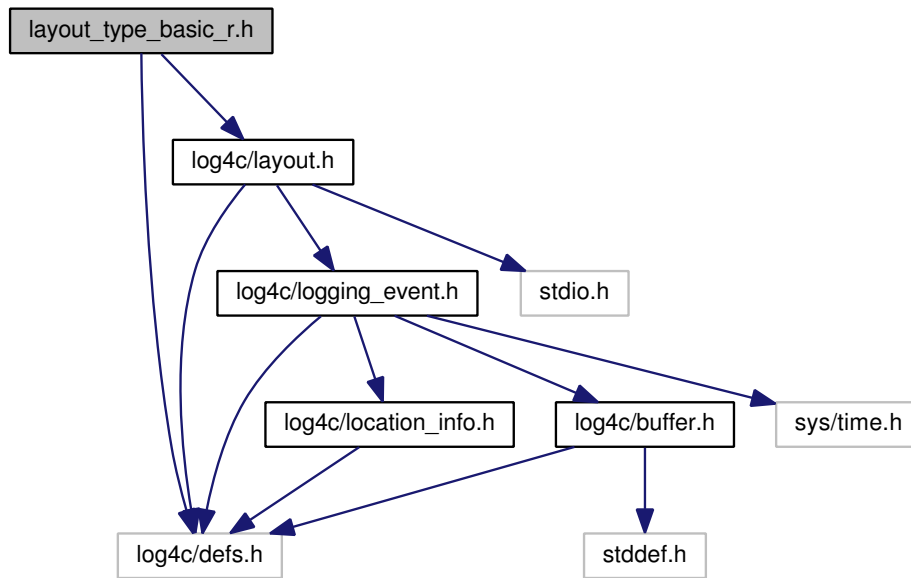 layout_type_basic_r.h
log4c/layout.h
log4c/logging_event.h
stdio.h
log4c/location_info.h
log4c/buffer.h
sys/time.h
log4c/defs.h
stddef.h